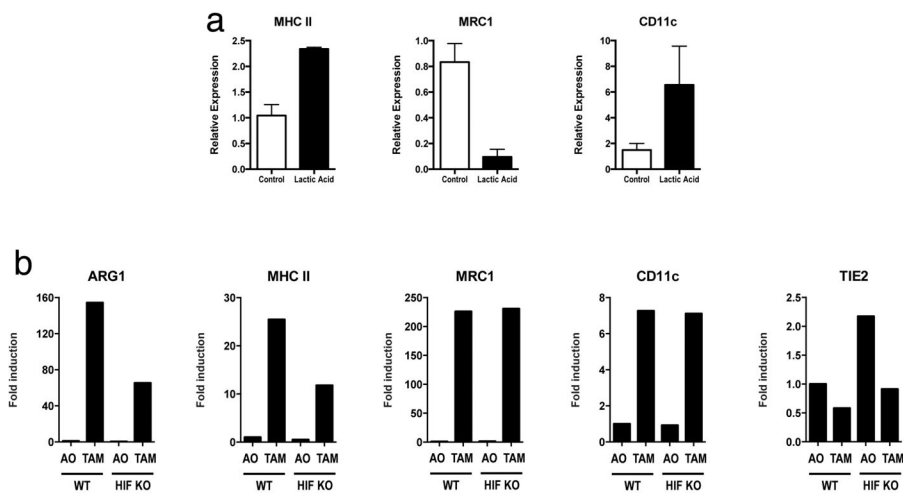 a
MHC II
MRC1
CD11c
Relative Expression
2.5
2.0
1.5
1.0
0.5
0.0
Control
Lactic Acid
Relative Expression
1.0
0.8
0.6
0.4
0.2
0.0
Control
Lactic Acid
Relative Expression
10
8
6
4
2
0
Control
Lactic Acid
b
ARG1
MHC II
MRC1
CD11c
TIE2
Fold induction
160
120
80
40
0
AO TAM AO TAM
WT HIF KO
Fold induction
30
20
10
0
AO TAM AO TAM
WT HIF KO
Fold induction
250
200
150
100
50
0
AO TAM AO TAM
WT HIF KO
Fold induction
8
6
4
2
0
AO TAM AO TAM
WT HIF KO
Fold induction
2.5
2.0
1.5
1.0
0.5
0.0
AO TAM AO TAM
WT HIF KO